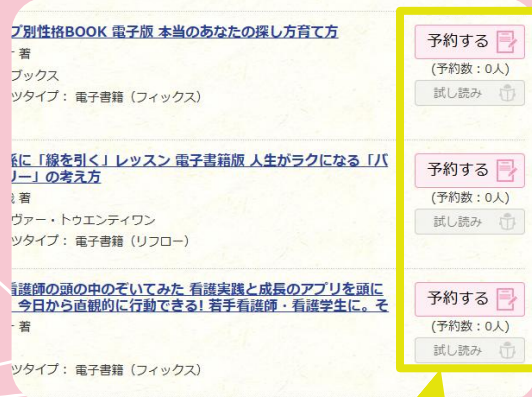 プ別性格BOOK 電子版 本当のあなたの探し方育て方
著
ブックス
ツタイプ： 電子書籍（フィックス）
予約する
(予約数：0人)
試し読み
係に「線を引く」レッスン 電子書籍版 人生がラクになる「バ
リー」の考え方
著
ヴァー・トゥエンティワン
ツタイプ： 電子書籍（リフロー）
予約する
(予約数：0人)
試し読み
看護師の頭の中のぞいてみた 看護実践と成長のアプリを頭に
今日から直観的に行動できる! 若手看護師・看護学生に。そ
著
ツタイプ： 電子書籍（フィックス）
予約する
(予約数：0人)
試し読み